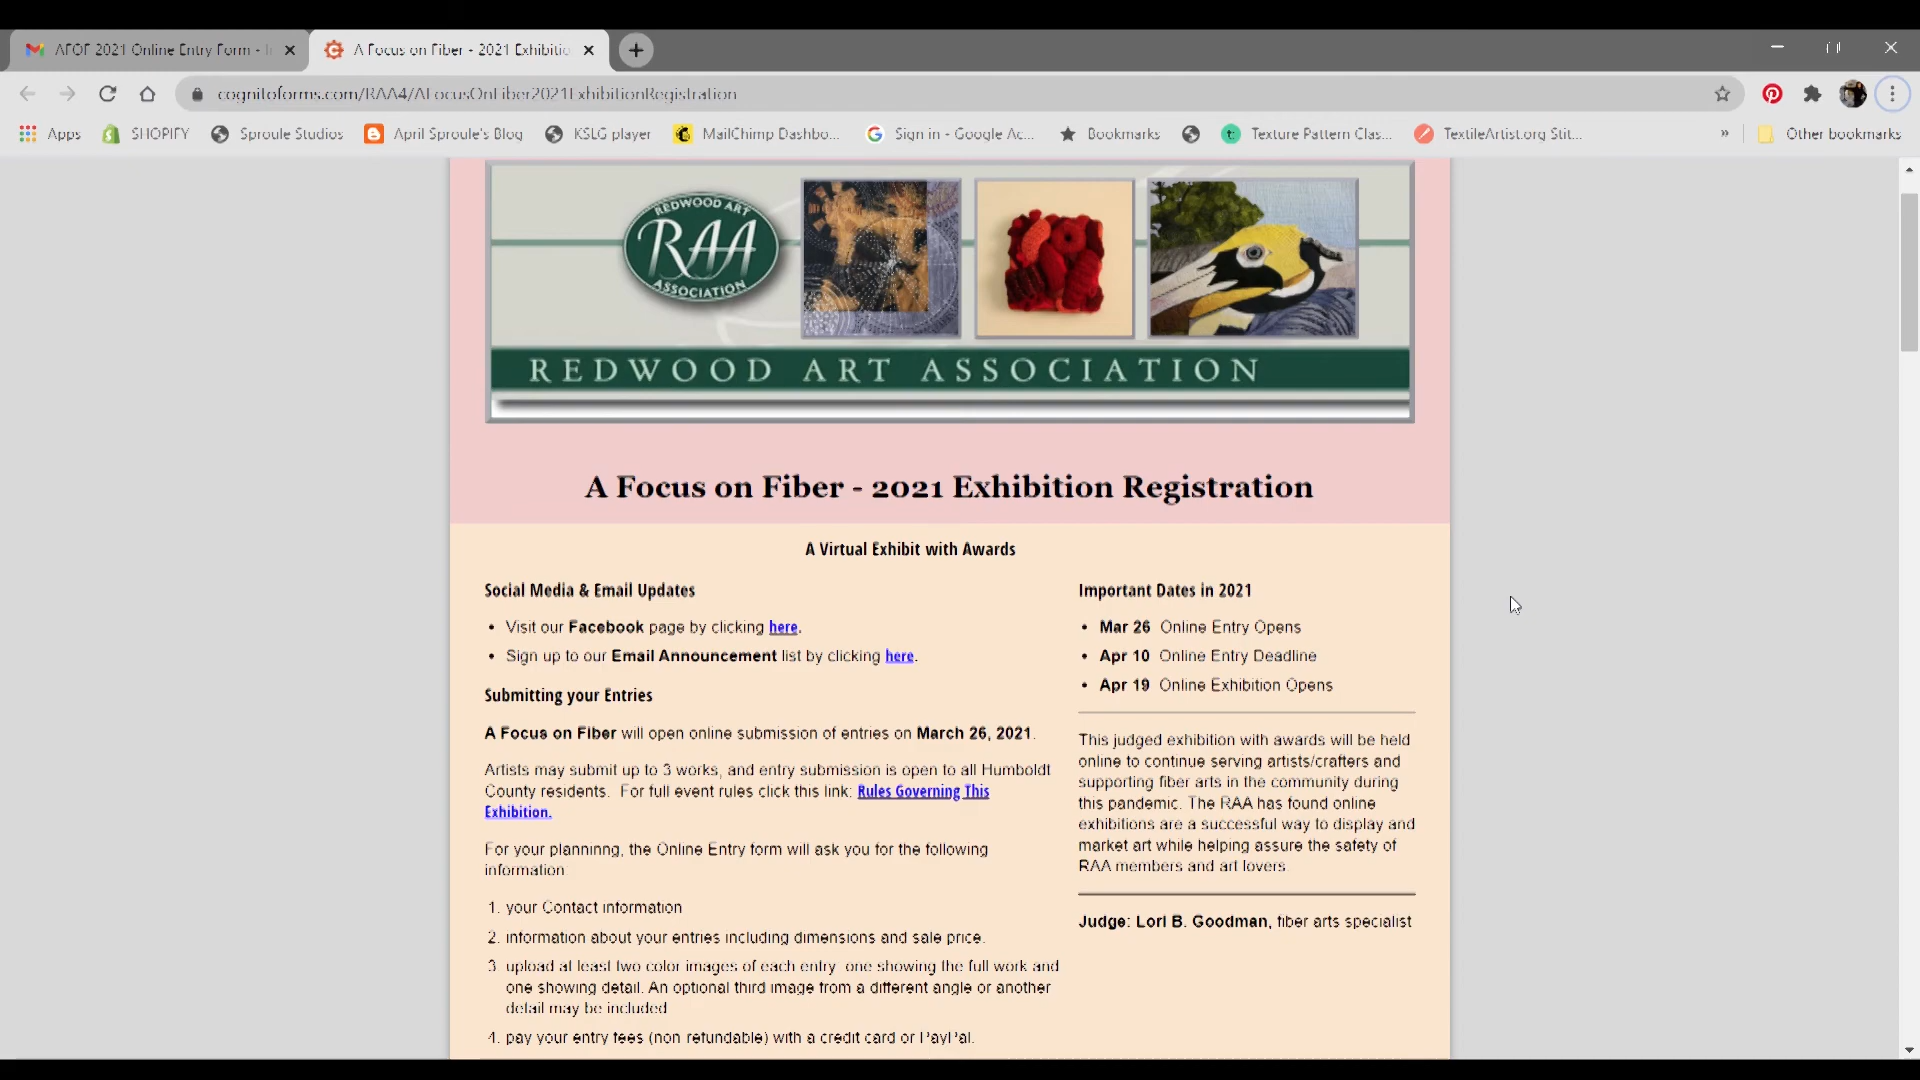 AFOF 2021 Online Entry Form -
A Focus on Fiber - 2021 Exhibitio
cognitoforms.com/RAA4/AFocusOnFiber2021ExhibitionRegistration
Apps SHOPIFY Sproule Studios April Sproule's Blog KSLG player MailChimp Dashbo... Sign in - Google Ac... Bookmarks Texture Pattern Clas... TextileArtist.org Stit... » Other bookmarks
REDWOOD ART
RAA
ASSOCIATION
REDWOOD ART ASSOCIATION
A Focus on Fiber - 2021 Exhibition Registration
A Virtual Exhibit with Awards
Social Media & Email Updates
• Visit our Facebook page by clicking here.
• Sign up to our Email Announcement list by clicking here.
Submitting your Entries
A Focus on Fiber will open online submission of entries on March 26, 2021.
Artists may submit up to 3 works, and entry submission is open to all Humboldt
County residents. For full event rules click this link: Rules Governing This
Exhibition.
For your planning, the Online Entry form will ask you for the following
information
1. your Contact information
2. information about your entries including dimensions and sale price.
3 upload at least two color images of each entry one showing the full work and
one showing detail. An optional third image from a different angle or another
detail may be included
4. pay your entry fees (non refundable) with a credit card or PayPal.
Important Dates in 2021
• Mar 26 Online Entry Opens
• Apr 10 Online Entry Deadline
• Apr 19 Online Exhibition Opens
This judged exhibition with awards will be held
online to continue serving artists/crafters and
supporting fiber arts in the community during
this pandemic. The RAA has found online
exhibitions are a successful way to display and
market art while helping assure the safety of
RAA members and art lovers.
Judge: Lori B. Goodman, fiber arts specialist